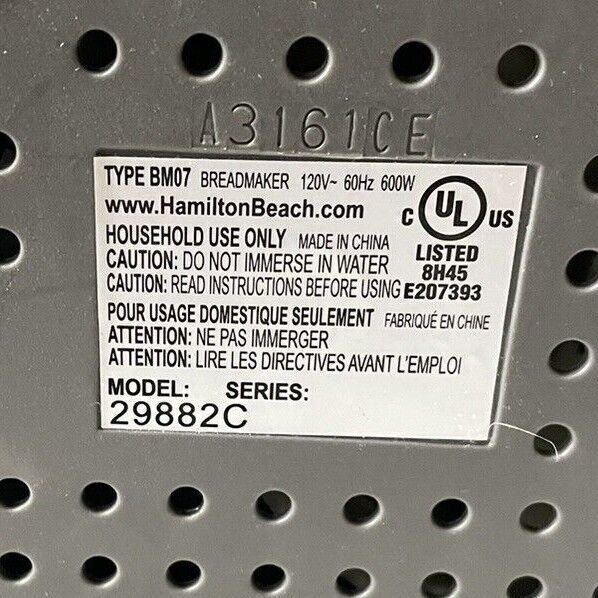 A3161CE
TYPE BM07 BREADMAKER 120V~ 60Hz 600W
www.HamiltonBeach.com
C UL US
HOUSEHOLD USE ONLY MADE IN CHINA
LISTED
CAUTION: DO NOT IMMERSE IN WATER
8H45
CAUTION: READ INSTRUCTIONS BEFORE USING E207393
POUR USAGE DOMESTIQUE SEULEMENT FABRIQUÉ EN CHINE
ATTENTION: NE PAS IMMERGER
ATTENTION: LIRE LES DIRECTIVES AVANT L'EMPLOI
MODEL: SERIES:
29882C